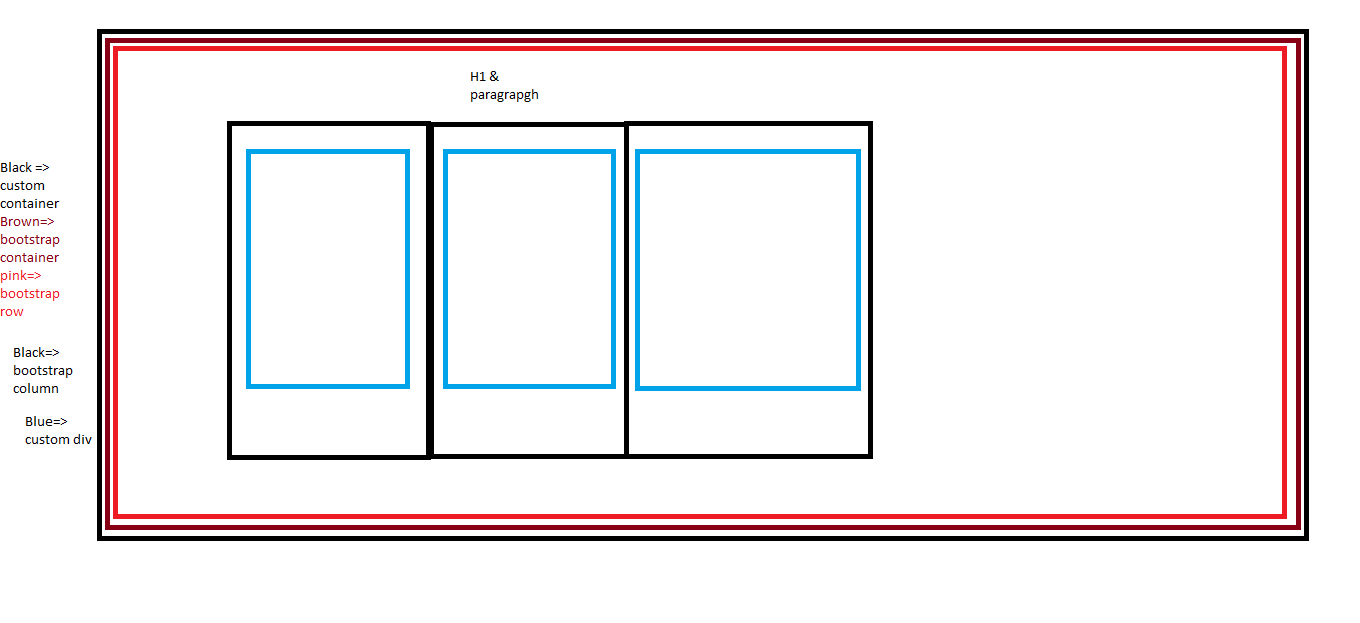 H1 &
paragrapgh
Black =>
custom
container
Brown=>
bootstrap
container
pink=>
bootstrap
row
Black=>
bootstrap
column
Blue=>
custom div